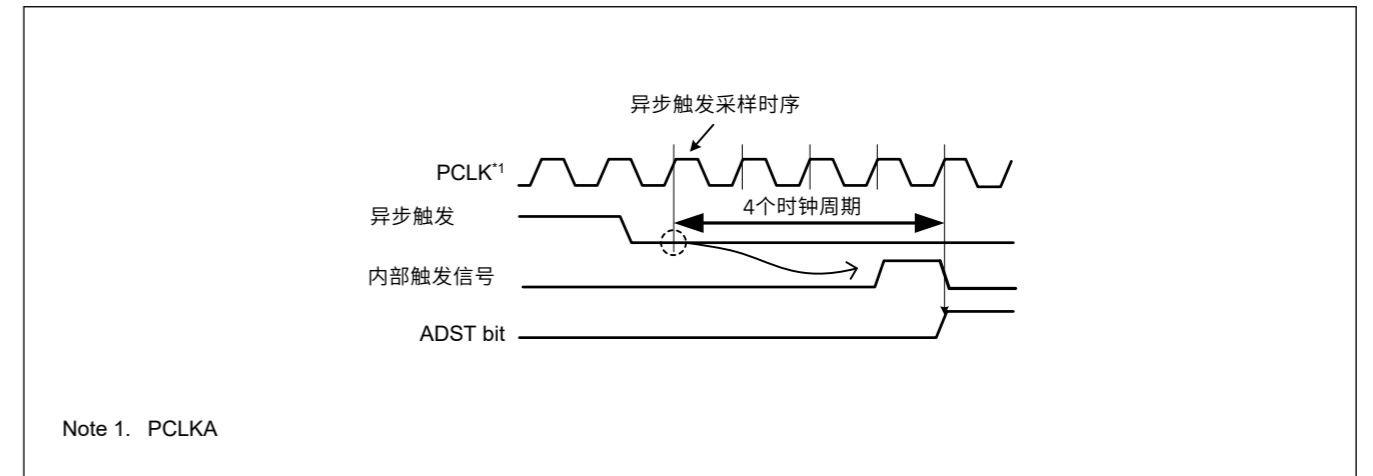 异步触发采样时序
PCLK*1
4个时钟周期
异步触发
内部触发信号
ADST bit
Note 1. PCLKA